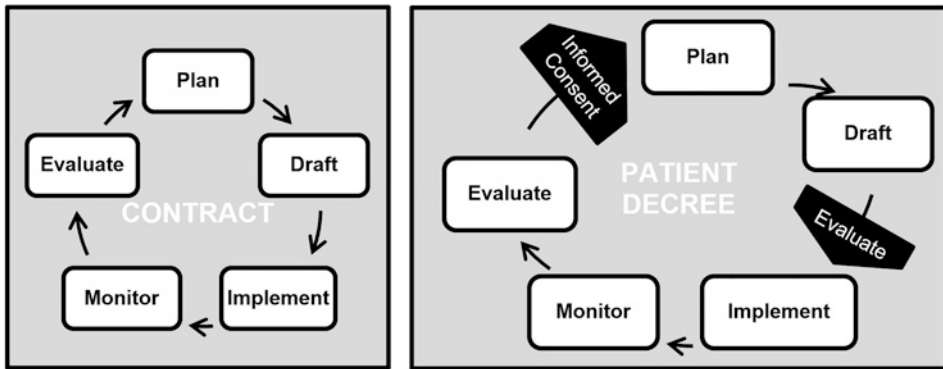 Plan
Evaluate
Draft
CONTRACT
Monitor
Implement
Informed
Consent
Plan
Draft
PATIENT
DECREE
Evaluate
Evaluate
Monitor
Implement